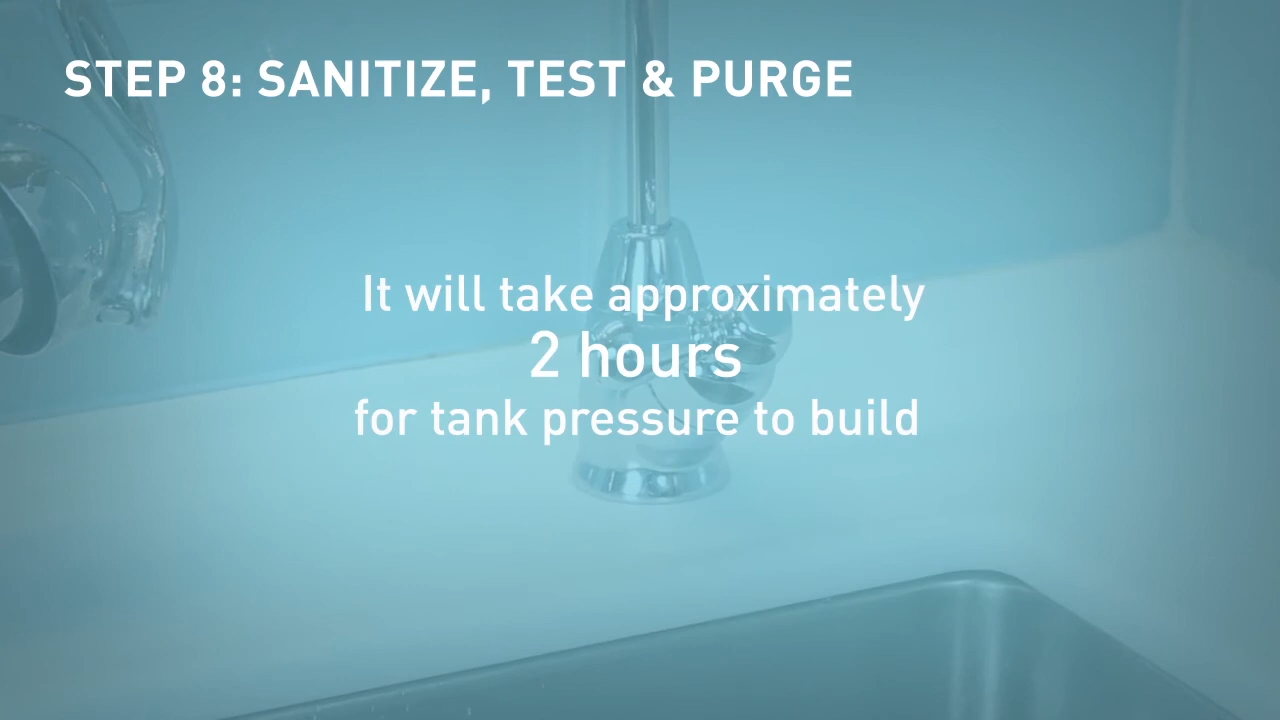 STEP 8: SANITIZE, TEST & PURGE
It will take approximately
2 hours
for tank pressure to build